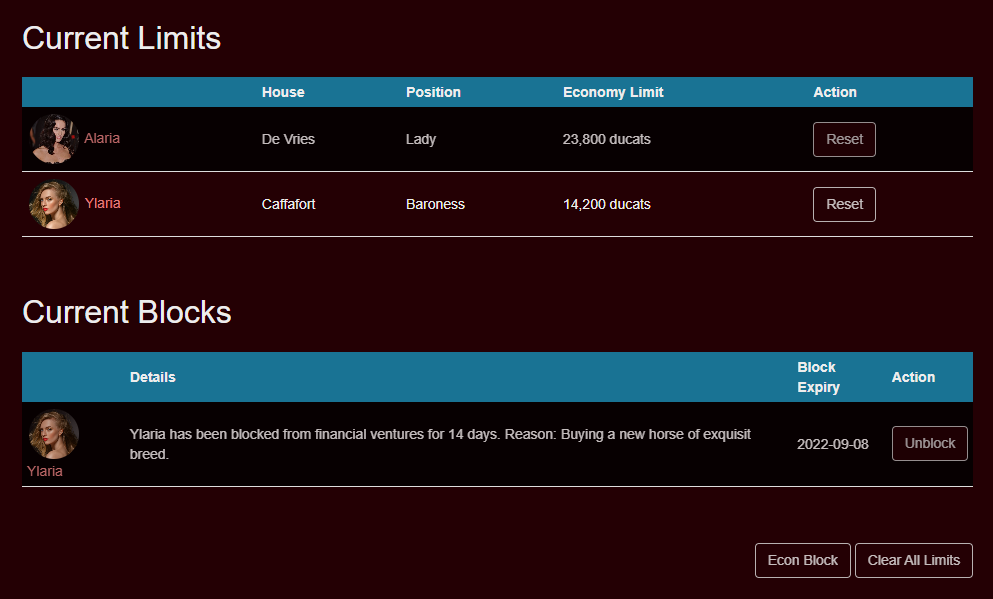 Current Limits
House Position Economy Limit Action
Alaria De Vries Lady 23,800 ducats Reset
Ylaria Caffafort Baroness 14,200 ducats Reset
Current Blocks
Details Block Expiry Action
Ylaria has been blocked from financial ventures for 14 days. Reason: Buying a new horse of exquisit
breed.
2022-09-08 Unblock
Ylaria
Econ Block Clear All Limits